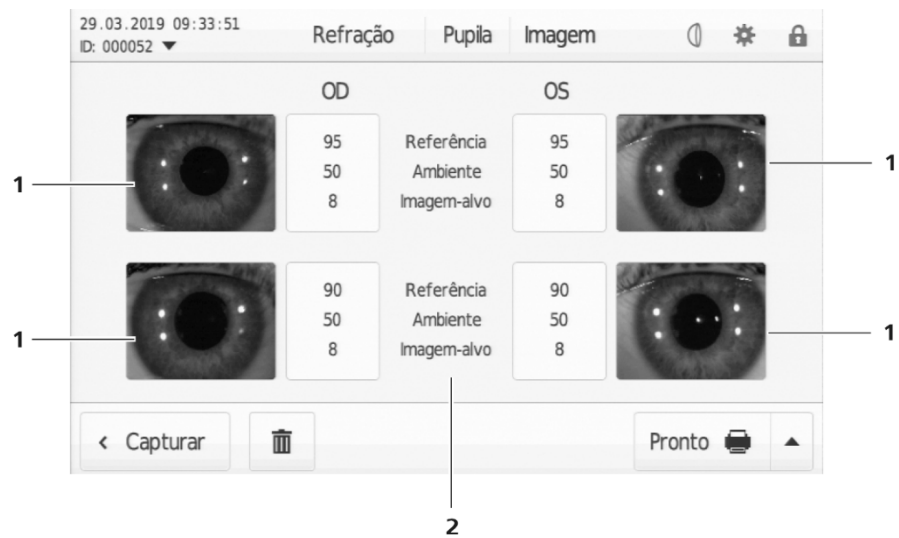 29.03.2019 09:33:51
ID: 000052
Refração Pupila Imagem
OD OS
95 Referência 95
50 Ambiente 50
8 Imagem-alvo 8
1
1
90 Referência 90
50 Ambiente 50
8 Imagem-alvo 8
1
1
Capturar
Pronto
2